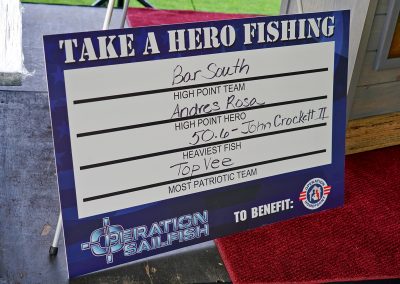 TAKE A HERO FISHING
Bar South
HIGH POINT TEAM
Andres Rosa
HIGH POINT HERO
50.6 - John Crockett II
HEAVIEST FISH
Top Vee
MOST PATRIOTIC TEAM
OPERATION
SAILFISH
TO BENEFIT: